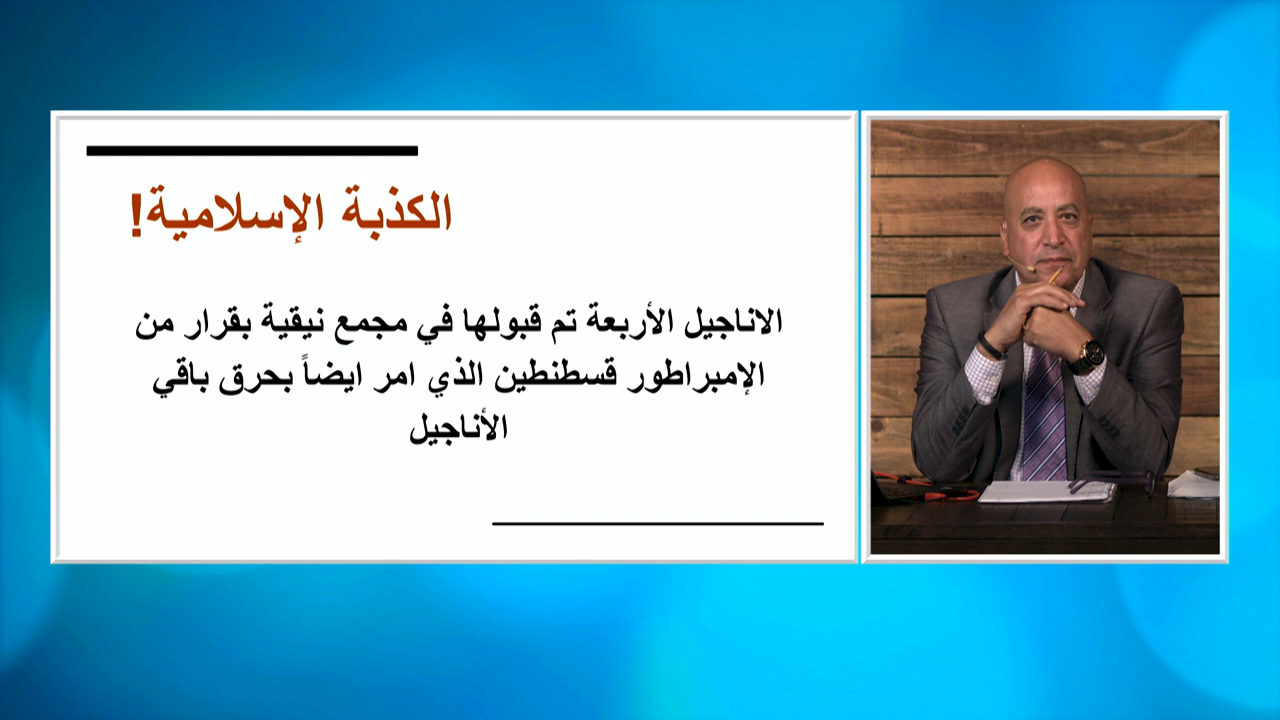 الكذبة الإسلامية!
الاناجيل الأربعة تم قبولها في مجمع نيقية بقرار من
الإمبراطور قسطنطين الذي امر ايضاً بحرق باقي
الأناجيل